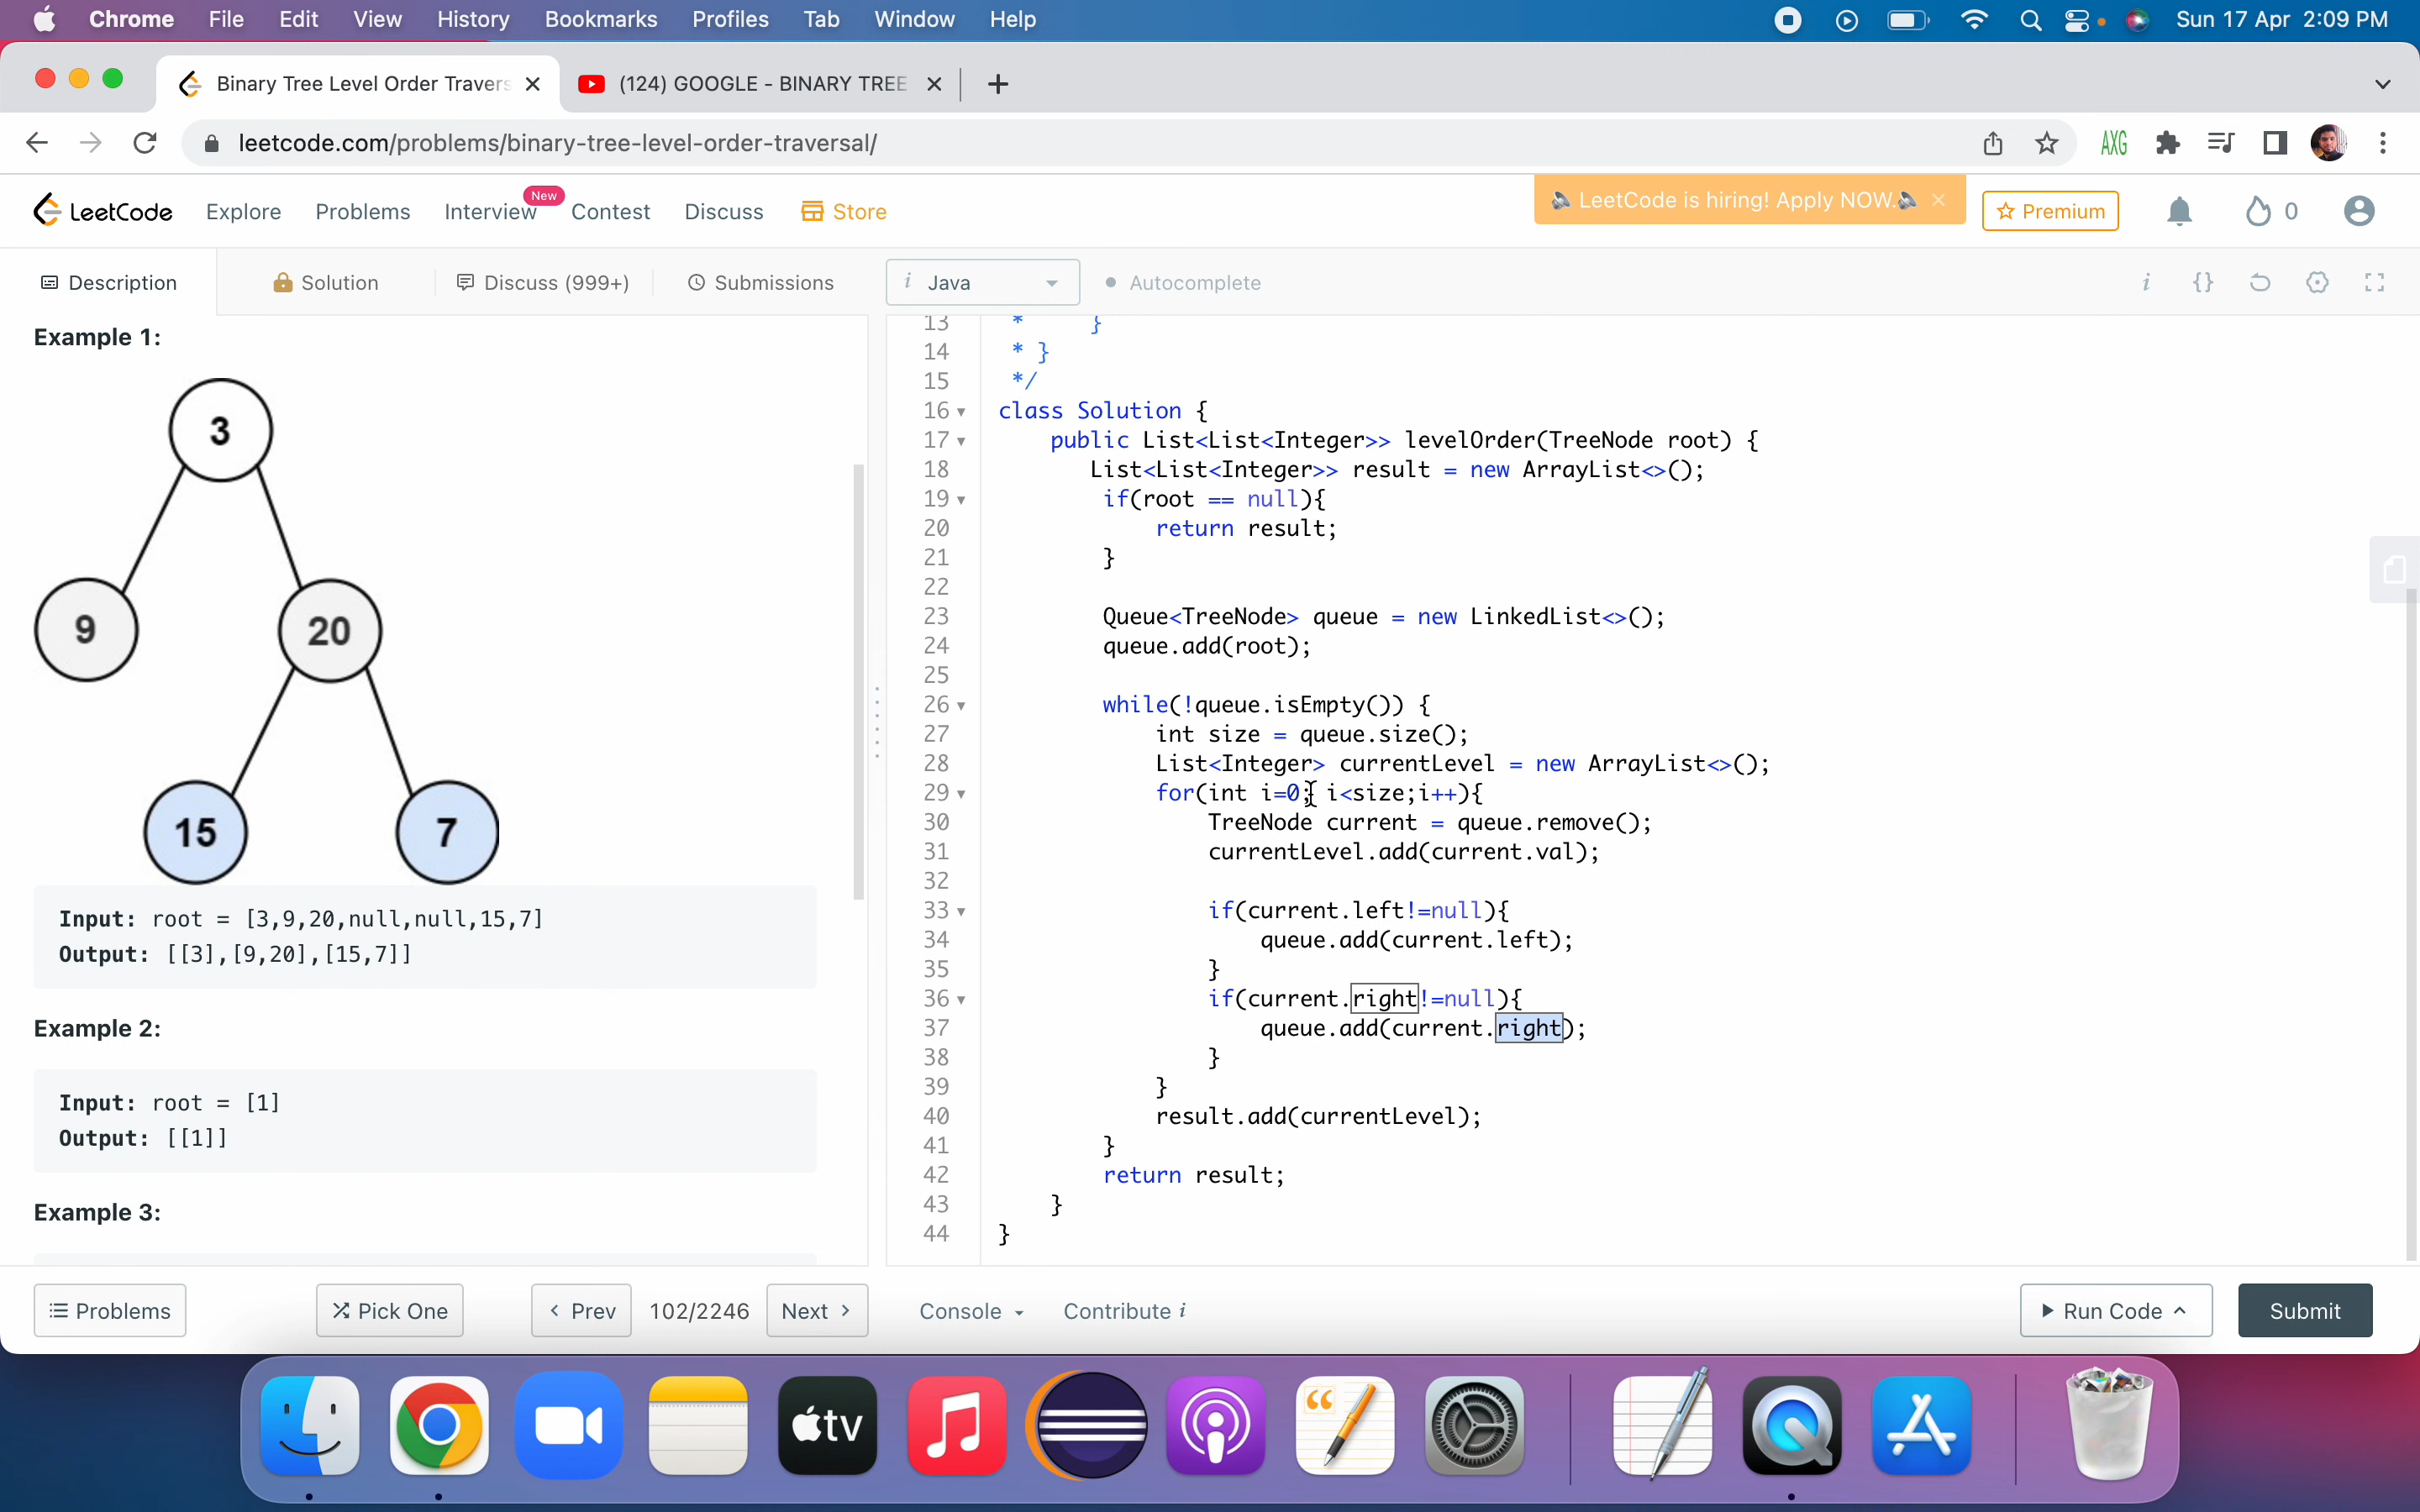 Chrome File Edit View History Bookmarks Profiles Tab Window Help Sun 17 Apr 2:09 PM
Binary Tree Level Order Travers (124) GOOGLE - BINARY TREE
leetcode.com/problems/binary-tree-level-order-traversal/ AXG
LeetCode Explore Problems Interview New Contest Discuss Store LeetCode is hiring! Apply NOW. Premium 0
Description Solution Discuss (999+) Submissions i Java Autocomplete i {}
Example 1:
3
9
20
15
7
Input: root = [3,9,20,null,null,15,7]
Output: [[3],[9,20],[15,7]]
Example 2:
Input: root = [1]
Output: [[1]]
Example 3:
13 * }
14 * }
15 */
16 class Solution {
17 public List<List<Integer>> levelOrder(TreeNode root) {
18 List<List<Integer>> result = new ArrayList<>();
19 if(root == null){
20 return result;
21 }
22
23 Queue<TreeNode> queue = new LinkedList<>();
24 queue.add(root);
25
26 while(!queue.isEmpty()) {
27 int size = queue.size();
28 List<Integer> currentLevel = new ArrayList<>();
29 for(int i=0; i<size;i++){
30 TreeNode current = queue.remove();
31 currentLevel.add(current.val);
32
33 if(current.left!=null){
34 queue.add(current.left);
35 }
36 if(current.right!=null){
37 queue.add(current.right);
38 }
39 }
40 result.add(currentLevel);
41 }
42 return result;
43 }
44 }
Problems Pick One < Prev 102/2246 Next > Console Contribute i Run Code Submit
tv